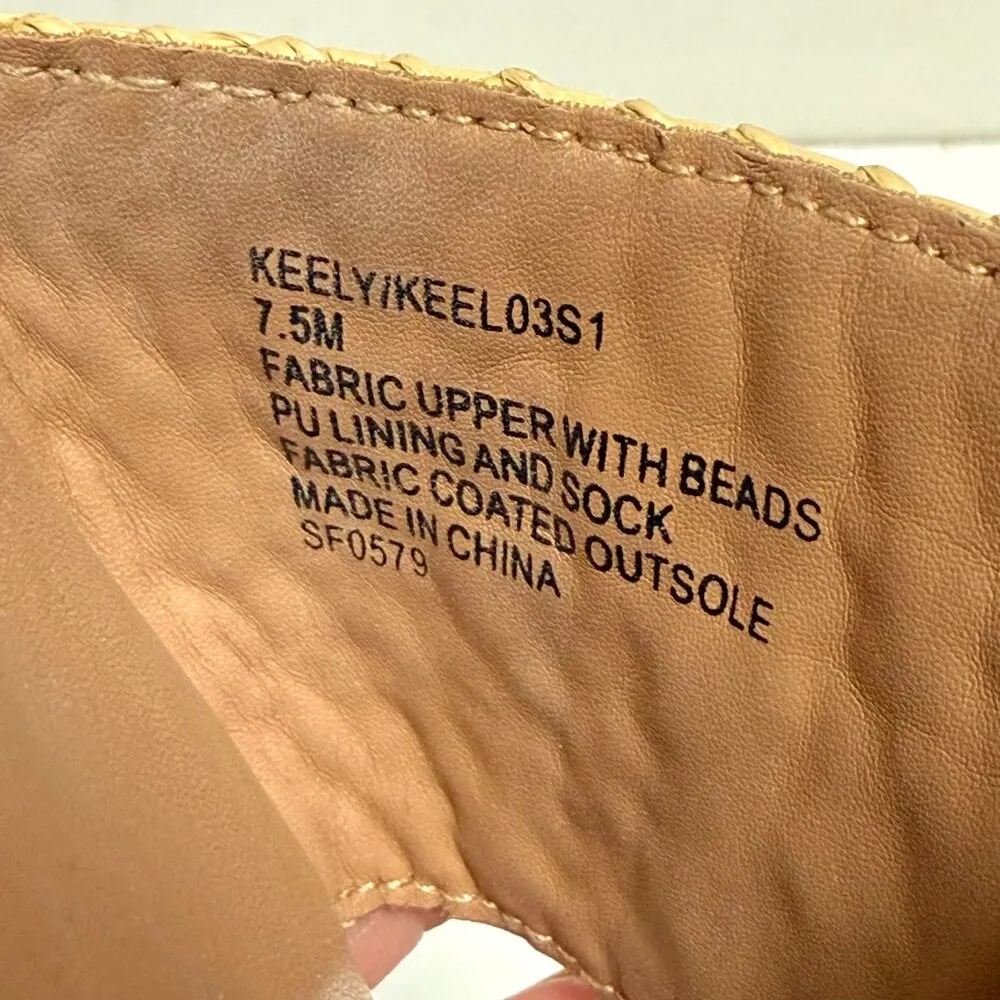 KEELY/KEEL03S1
7.5M
FABRIC UPPER WITH BEADS
PU LINING AND SOCK
FABRIC COATED OUTSOLE
MADE IN CHINA
SF0579